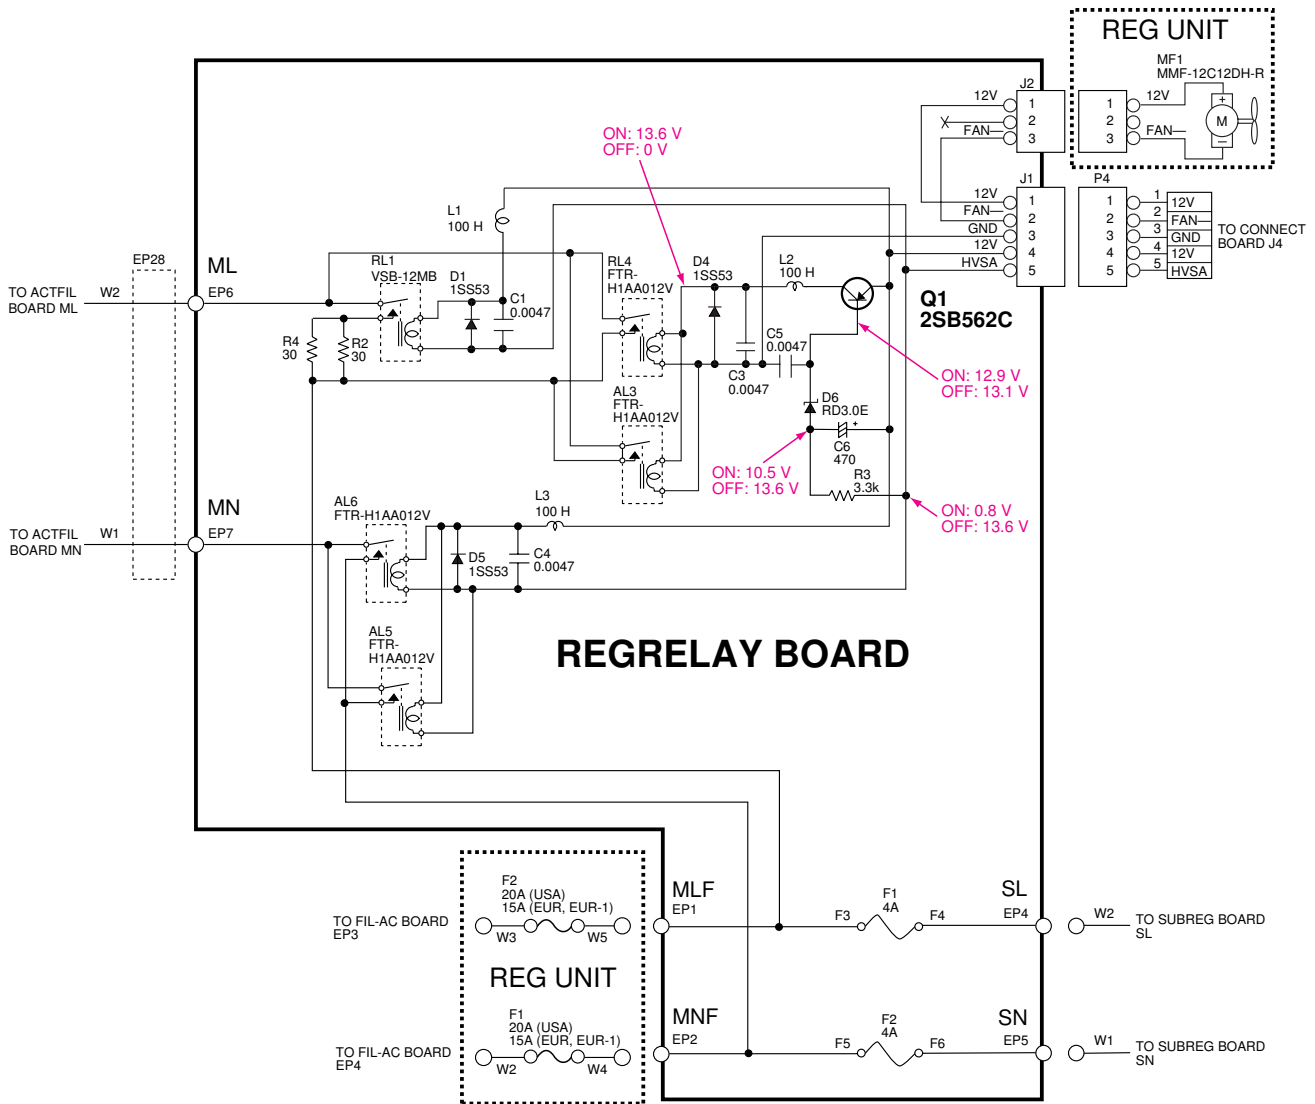 REG UNIT
MF1
MMF-12C12DH-R
J2
12V
1
2
FAN
3
1
12V
2
3
FAN
+
M
−
ON: 13.6 V
OFF: 0 V
J1
P4
12V
1
FAN
2
GND
3
12V
4
HVSA
5
1
2
3
4
5
1
12V
2
FAN
3
GND
4
12V
5
HVSA
TO CONNECT
BOARD J4
L1
100 H
EP28
ML
TO ACTFIL
BOARD ML
W2
EP6
RL1
VSB-12MB
D1
1SS53
C1
0.0047
RL4
FTR-
H1AA012V
D4
1SS53
L2
100 H
Q1
2SB562C
R4
30
R2
30
C5
0.0047
C3
0.0047
ON: 12.9 V
OFF: 13.1 V
AL3
FTR-
H1AA012V
D6
RD3.0E
+
C6
470
ON: 10.5 V
OFF: 13.6 V
R3
3.3k
ON: 0.8 V
OFF: 13.6 V
MN
TO ACTFIL
BOARD MN
W1
EP7
AL6
FTR-H1AA012V
L3
100 H
D5
1SS53
C4
0.0047
AL5
FTR-
H1AA012V
REGRELAY BOARD
TO FIL-AC BOARD
EP3
F2
20A (USA)
15A (EUR, EUR-1)
W3
W5
MLF
EP1
F1
4A
F3
F4
SL
EP4
W2
TO SUBREG BOARD
SL
REG UNIT
TO FIL-AC BOARD
EP4
F1
20A (USA)
15A (EUR, EUR-1)
W2
W4
MNF
EP2
F2
4A
F5
F6
SN
EP5
W1
TO SUBREG BOARD
SN